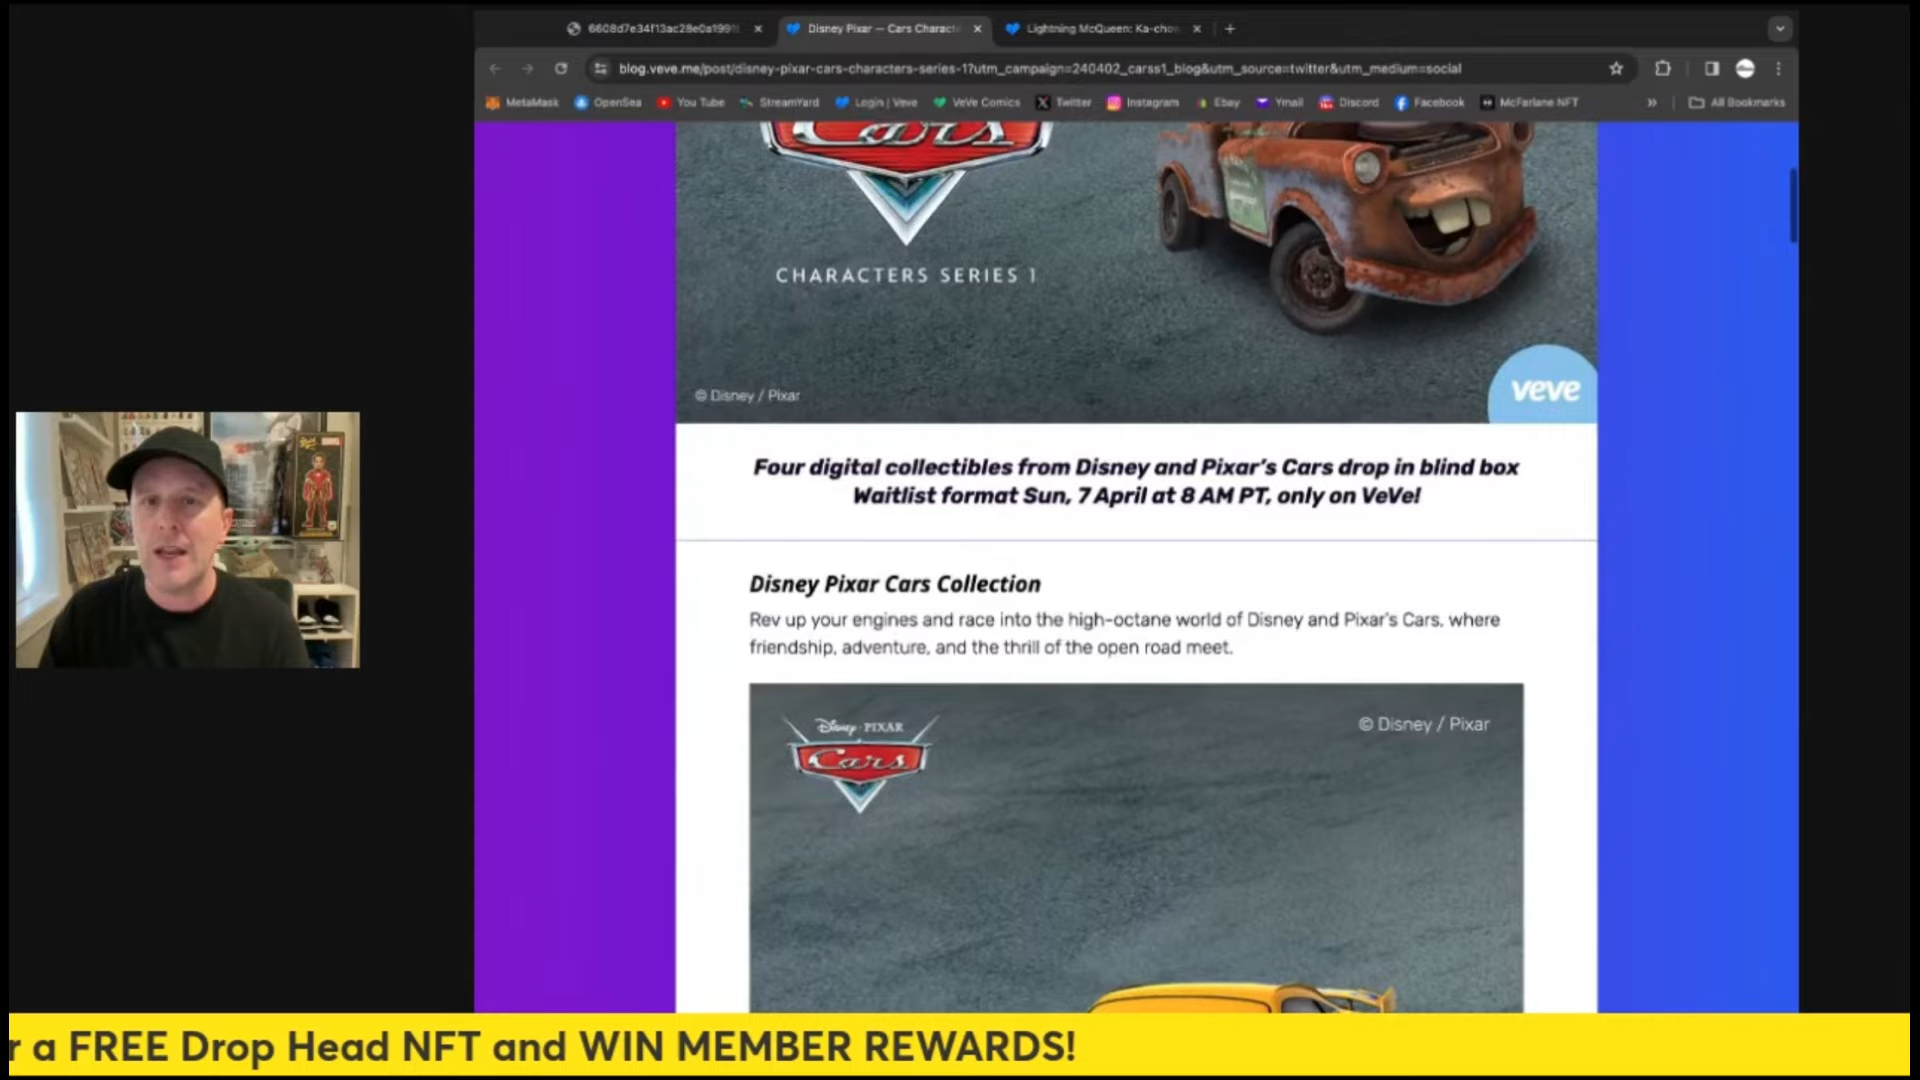 Disney Pixar — Cars Charact
Lightning McQueen: Ka-cho
blog.veve.me/post/disney-pixar-cars-characters-series-1?utm_campaign=240402_carss1_blog&utm_source=twitter&utm_medium=social
MetaMask OpenSea You Tube StreamYard Login | Veve VeVe Comics Twitter Instagram Ebay Ymail Discord Facebook McFarlane NFT » All Bookmarks
Cars
CHARACTERS SERIES 1
© Disney / Pixar
veve
Four digital collectibles from Disney and Pixar's Cars drop in blind box
Waitlist format Sun, 7 April at 8 AM PT, only on VeVe!
Disney Pixar Cars Collection
Rev up your engines and race into the high-octane world of Disney and Pixar's Cars, where
friendship, adventure, and the thrill of the open road meet.
Disney · PIXAR
Cars
© Disney / Pixar
r a FREE Drop Head NFT and WIN MEMBER REWARDS!